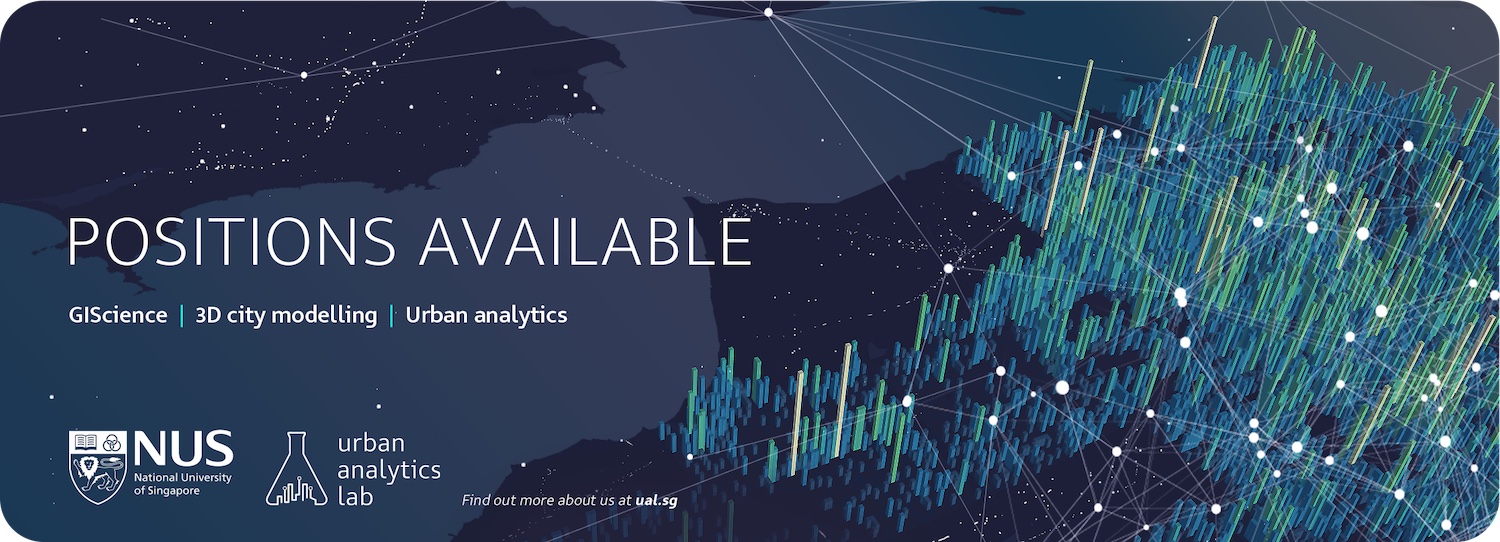 POSITIONS AVAILABLE
GIScience | 3D city modelling | Urban analytics
NUS
National University
of Singapore
urban
analytics
lab
Find out more about us at ual.sg